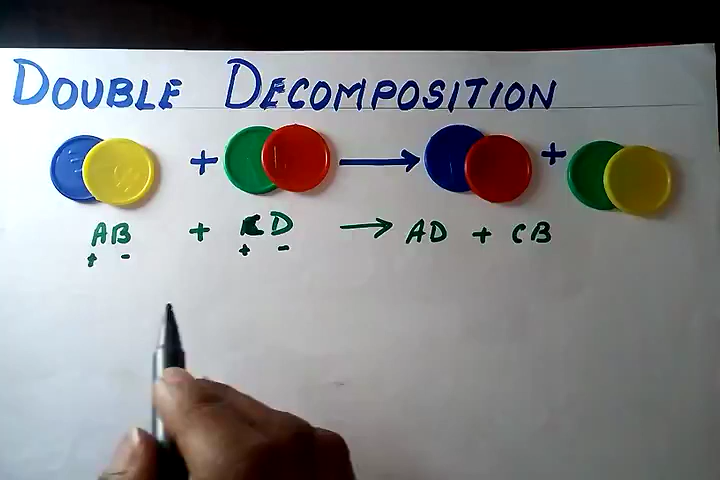 DOUBLE DECOMPOSITION
+ → +
AB + CD → AD + CB
+ - + -